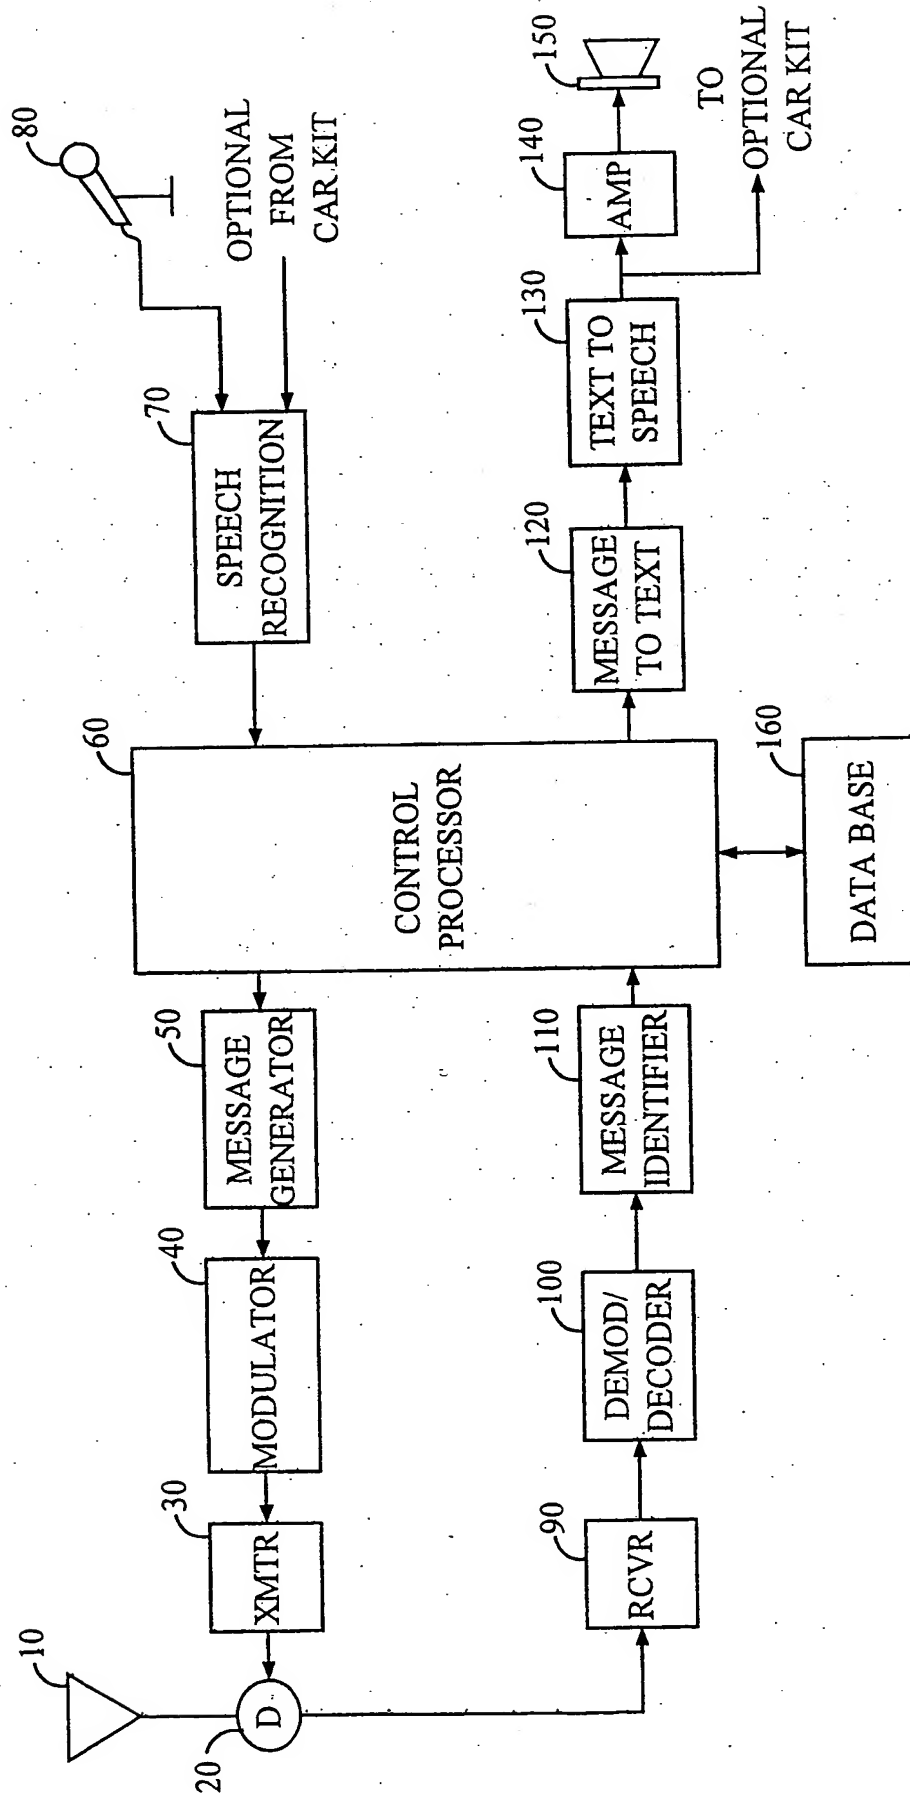 10
20
D
30
XMTR
40
MODULATOR
50
MESSAGE
GENERATOR
60
CONTROL
PROCESSOR
70
SPEECH
RECOGNITION
80
OPTIONAL
FROM
CAR KIT
90
RCVR
100
DEMOD/
DECODER
110
MESSAGE
IDENTIFIER
120
MESSAGE
TO TEXT
130
TEXT TO
SPEECH
140
AMP
150
TO
OPTIONAL
CAR KIT
160
DATA BASE